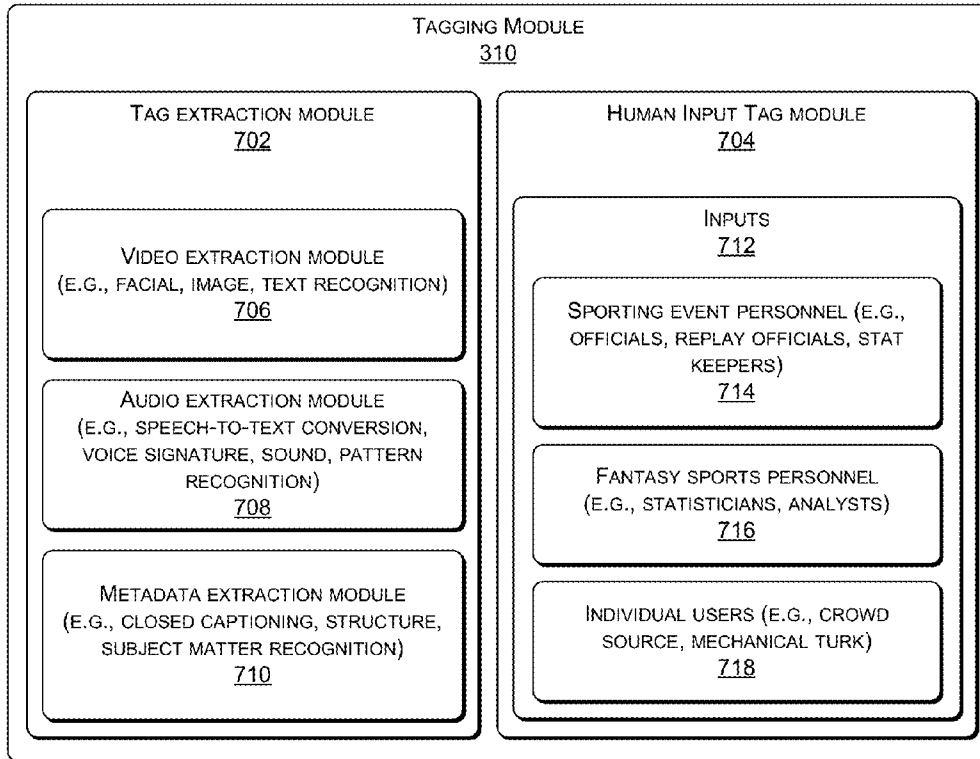 Tagging Module
310
Tag extraction module
702
Video extraction module
(e.g., facial, image, text recognition)
706
Audio extraction module
(e.g., speech-to-text conversion,
voice signature, sound, pattern
recognition)
708
Metadata extraction module
(e.g., closed captioning, structure,
subject matter recognition)
710
Human Input Tag module
704
Inputs
712
Sporting event personnel (e.g.,
officials, replay officials, stat
keepers)
714
Fantasy sports personnel
(e.g., statisticians, analysts)
716
Individual users (e.g., crowd
source, mechanical turk)
718